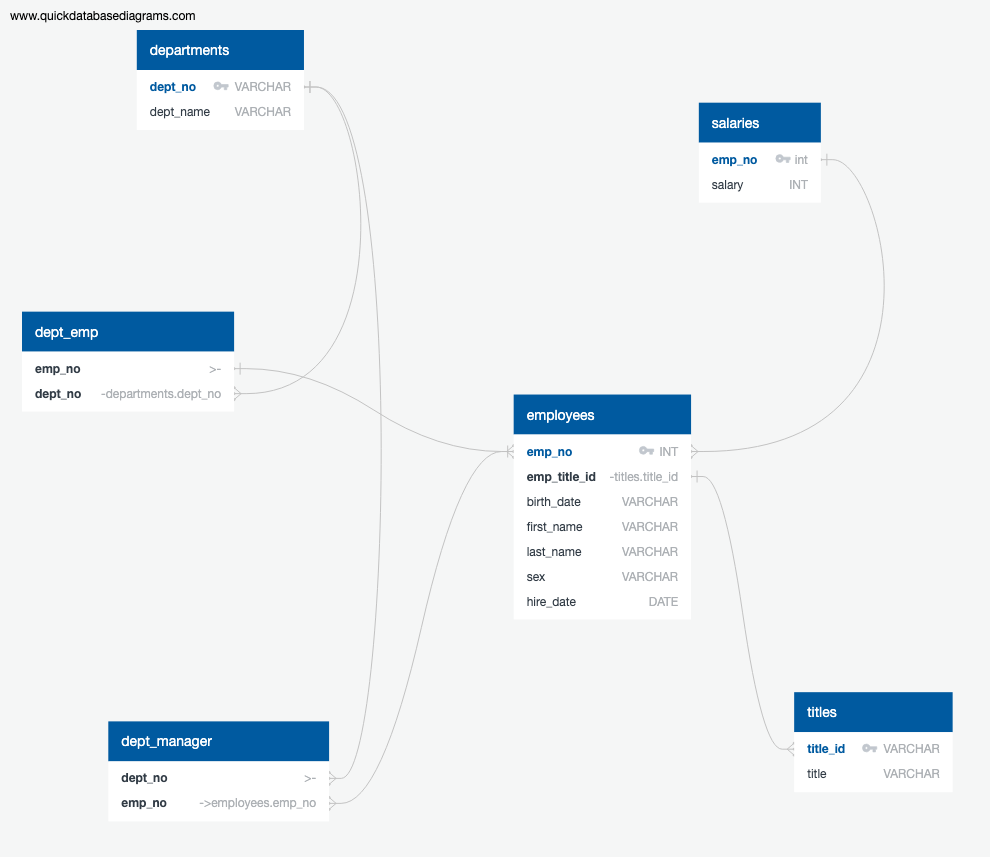 www.quickdatabasediagrams.com
departments
dept_no VARCHAR
dept_name VARCHAR
salaries
emp_no int
salary INT
dept_emp
emp_no >-
dept_no -departments.dept_no
employees
emp_no INT
emp_title_id -titles.title_id
birth_date VARCHAR
first_name VARCHAR
last_name VARCHAR
sex VARCHAR
hire_date DATE
titles
title_id VARCHAR
title VARCHAR
dept_manager
dept_no >-
emp_no ->employees.emp_no